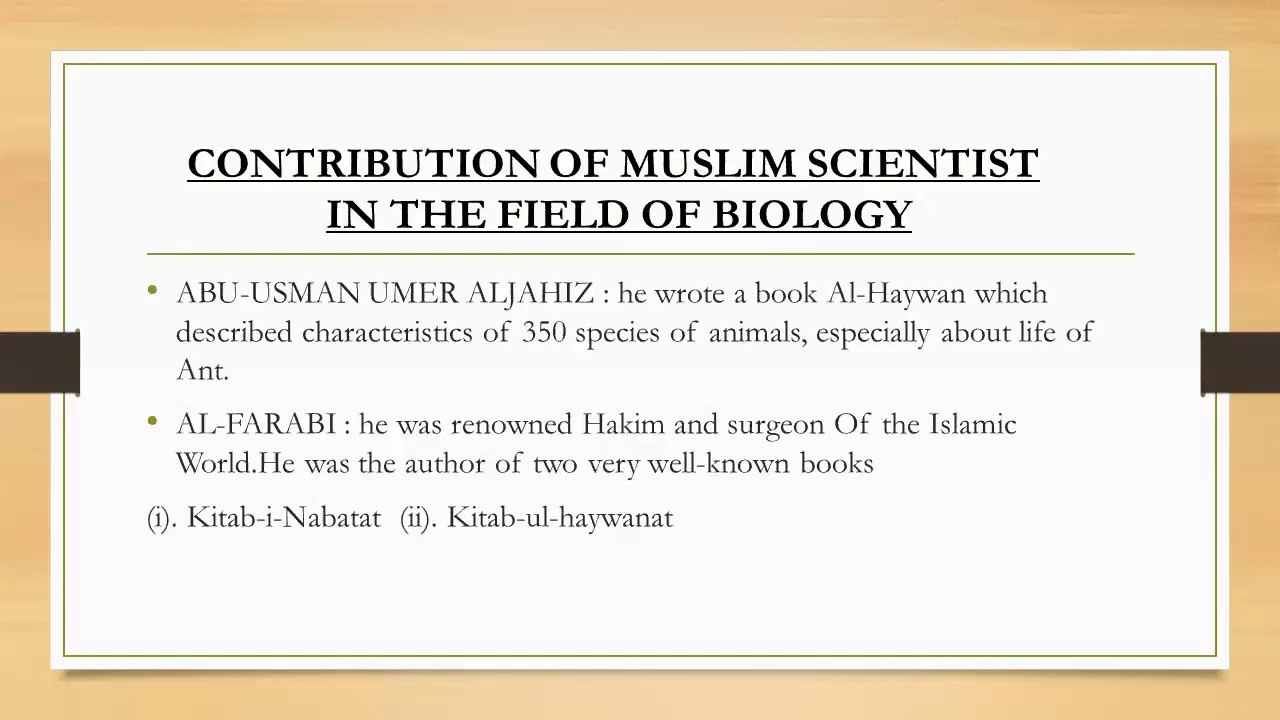 CONTRIBUTION OF MUSLIM SCIENTIST
IN THE FIELD OF BIOLOGY
• ABU-USMAN UMER ALJAHIZ : he wrote a book Al-Haywan which
described characteristics of 350 species of animals, especially about life of
Ant.
• AL-FARABI : he was renowned Hakim and surgeon Of the Islamic
World.He was the author of two very well-known books
(i). Kitab-i-Nabatat (ii). Kitab-ul-haywanat